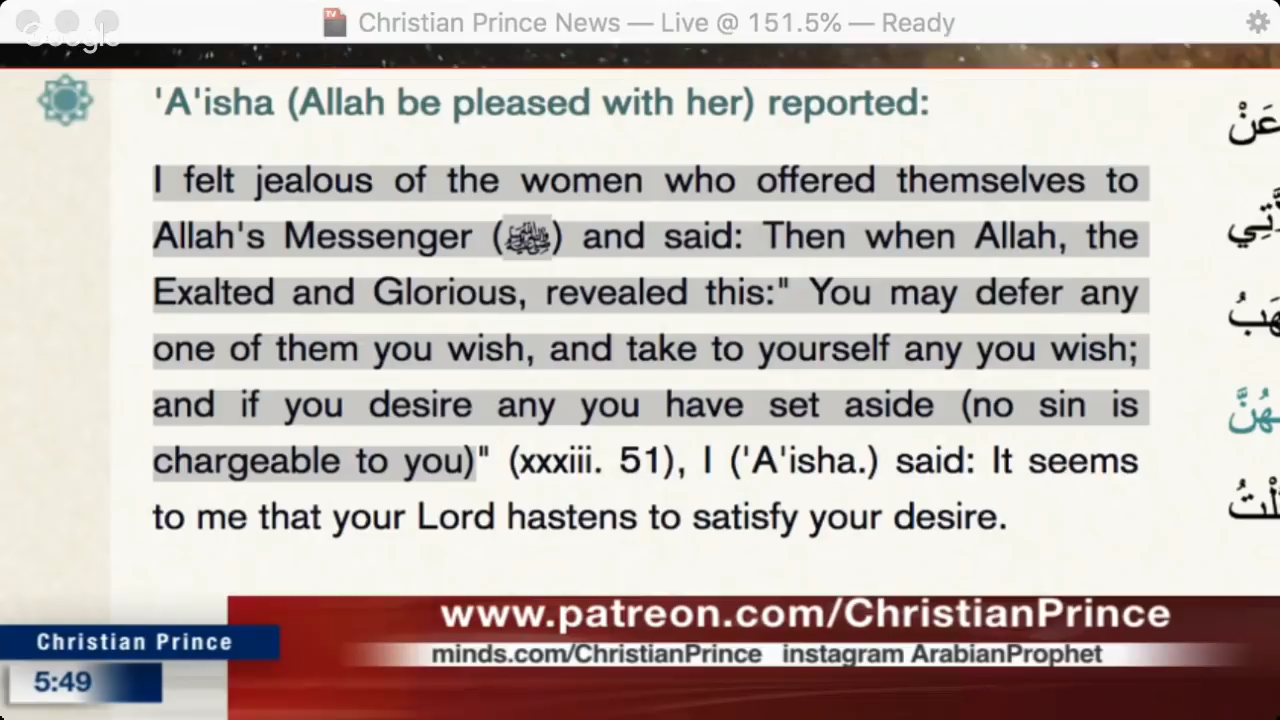 Christian Prince News — Live @ 151.5% — Ready
Google
'A'isha (Allah be pleased with her) reported:
I felt jealous of the women who offered themselves to
Allah's Messenger (ﷺ) and said: Then when Allah, the
Exalted and Glorious, revealed this:" You may defer any
one of them you wish, and take to yourself any you wish;
and if you desire any you have set aside (no sin is
chargeable to you)" (xxxiii. 51), I ('A'isha.) said: It seems
to me that your Lord hastens to satisfy your desire.
عَنْ
www.patreon.com/ChristianPrince
Christian Prince
minds.com/ChristianPrince instagram ArabianProphet
5:49